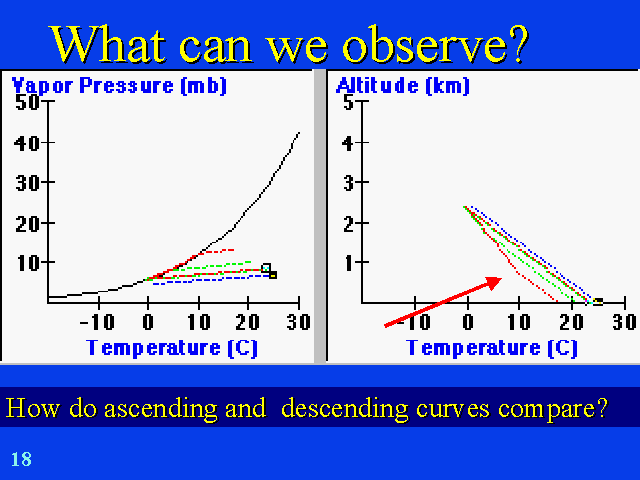 What can we observe?
Vapor Pressure (mb)
50
40
30
20
10
-10 0 10 20 30
Temperature (C)
Altitude (km)
5
4
3
2
1
-10 0 10 20 30
Temperature (C)
How do ascending and descending curves compare?
18